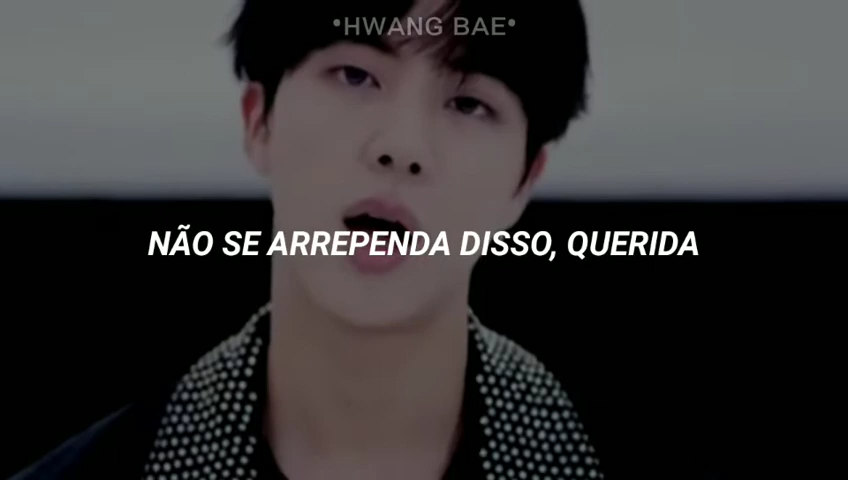 •HWANG BAE•
NÃO SE ARREPENDA DISSO, QUERIDA